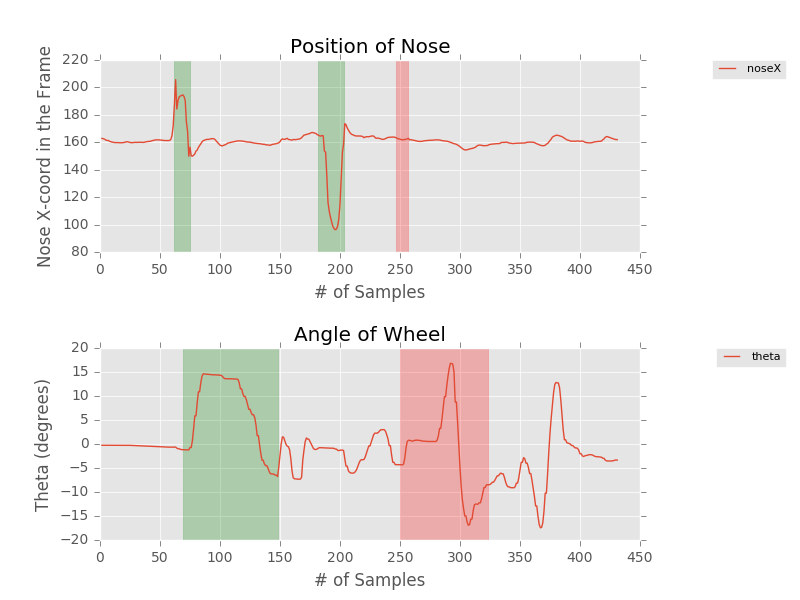 Position of Nose
Nose X-coord in the Frame
220
200
180
160
140
120
100
80
0 50 100 150 200 250 300 350 400 450
# of Samples
noseX
Angle of Wheel
Theta (degrees)
20
15
10
5
0
−5
−10
−15
−20
0 50 100 150 200 250 300 350 400 450
# of Samples
theta